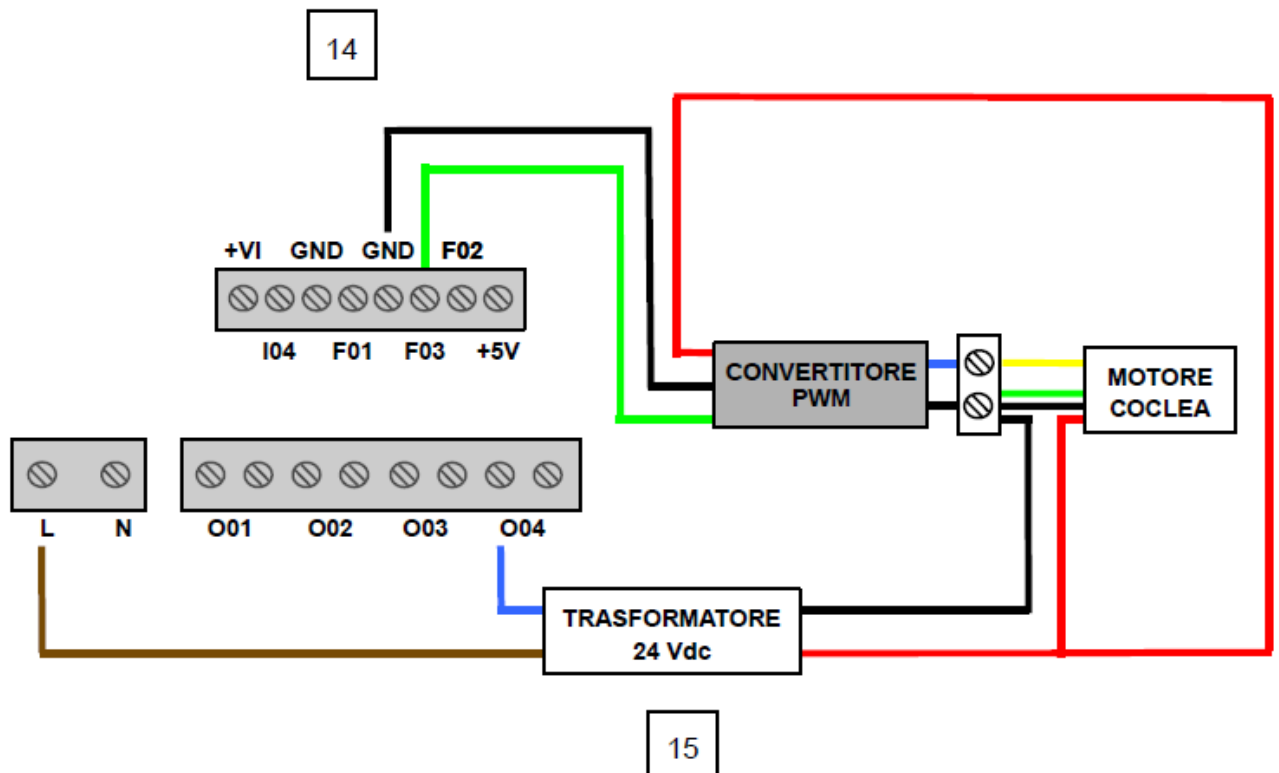 14
+VI GND GND F02
I04 F01 F03 +5V
CONVERTITORE
PWM
MOTORE
COCLEA
L N O01 O02 O03 O04
TRASFORMATORE
24 Vdc
15